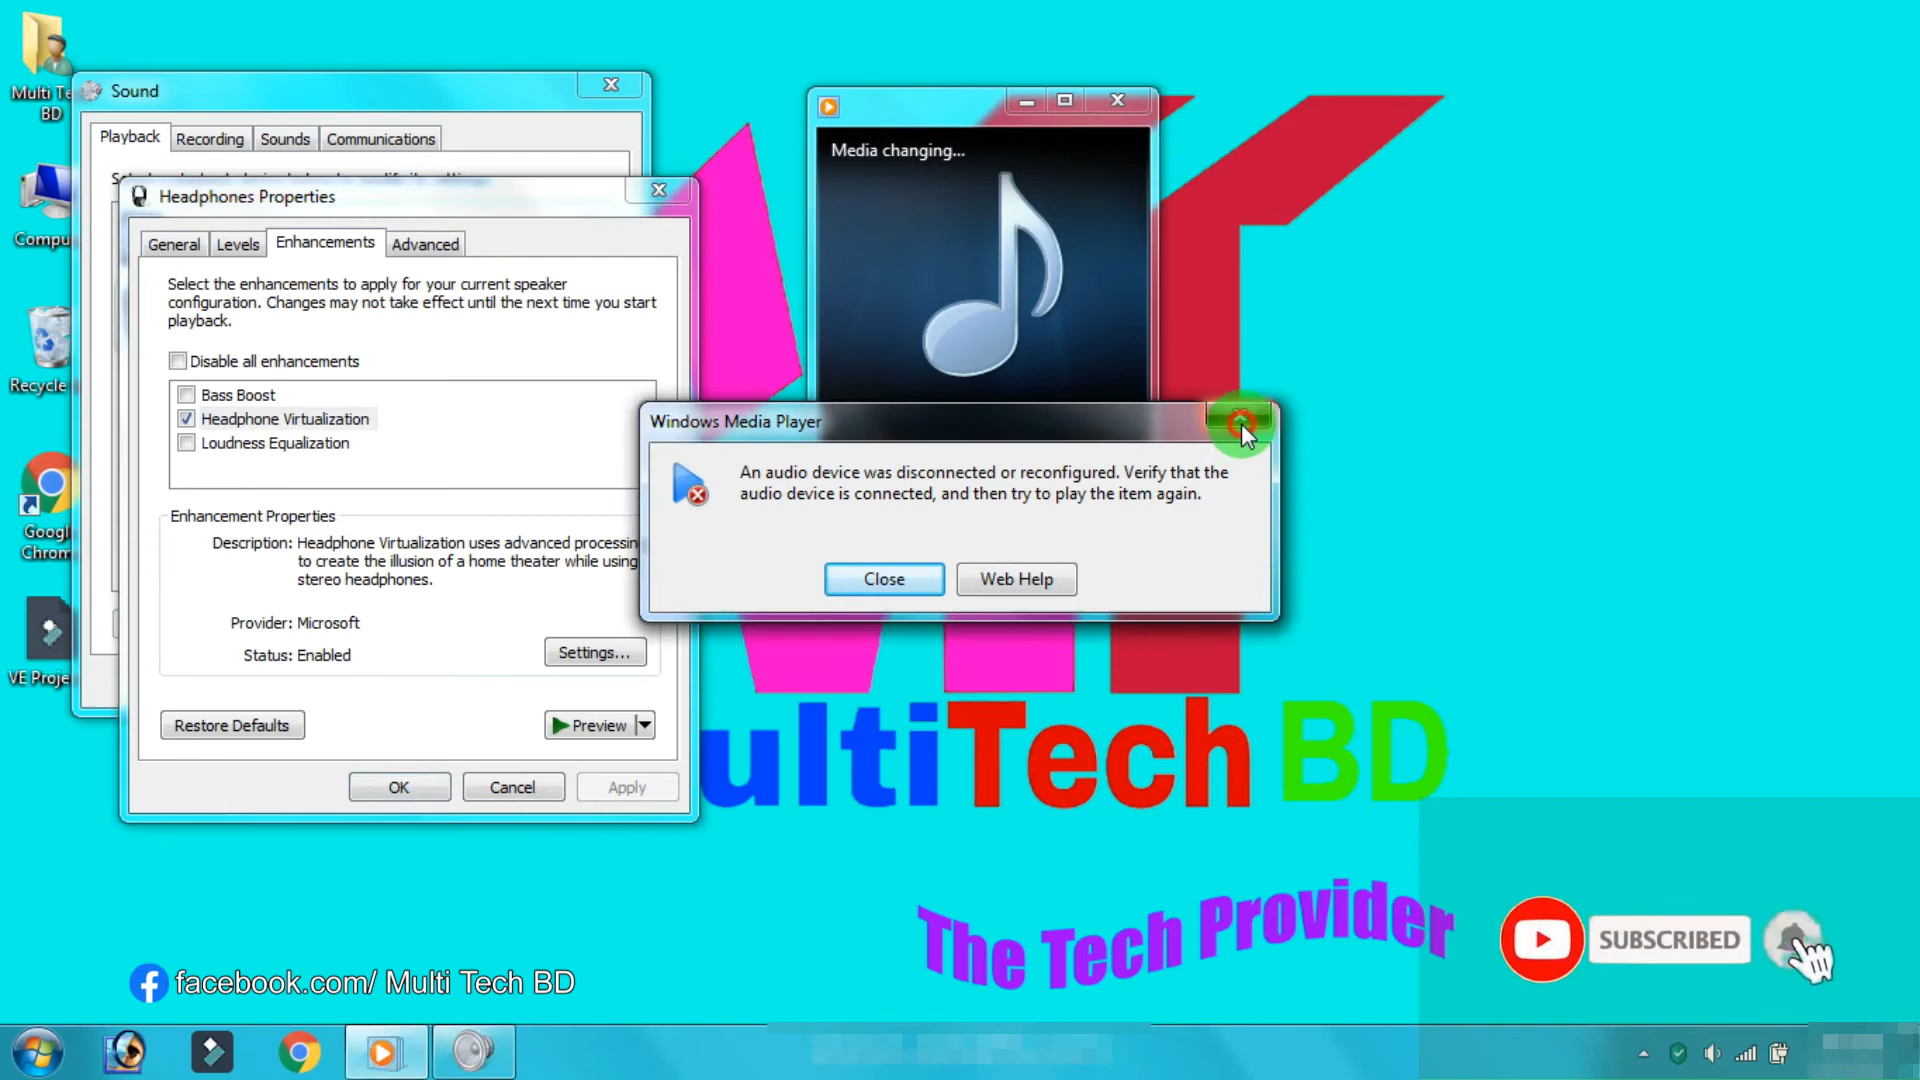 Multi Te
BD
Compu
Recycle
Googl
Chrom
VE Proje
Sound
Playback
Recording
Sounds
Communications
Headphones Properties
General
Levels
Enhancements
Advanced
Select the enhancements to apply for your current speaker
configuration. Changes may not take effect until the next time you start
playback.
Disable all enhancements
Bass Boost
Headphone Virtualization
Loudness Equalization
Enhancement Properties
Description: Headphone Virtualization uses advanced processin
to create the illusion of a home theater while using
stereo headphones.
Provider: Microsoft
Status: Enabled
Settings...
Restore Defaults
Preview
OK
Cancel
Apply
Media changing...
Windows Media Player
An audio device was disconnected or reconfigured. Verify that the
audio device is connected, and then try to play the item again.
Close
Web Help
ultiTech BD
The Tech Provider
SUBSCRIBED
facebook.com/ Multi Tech BD